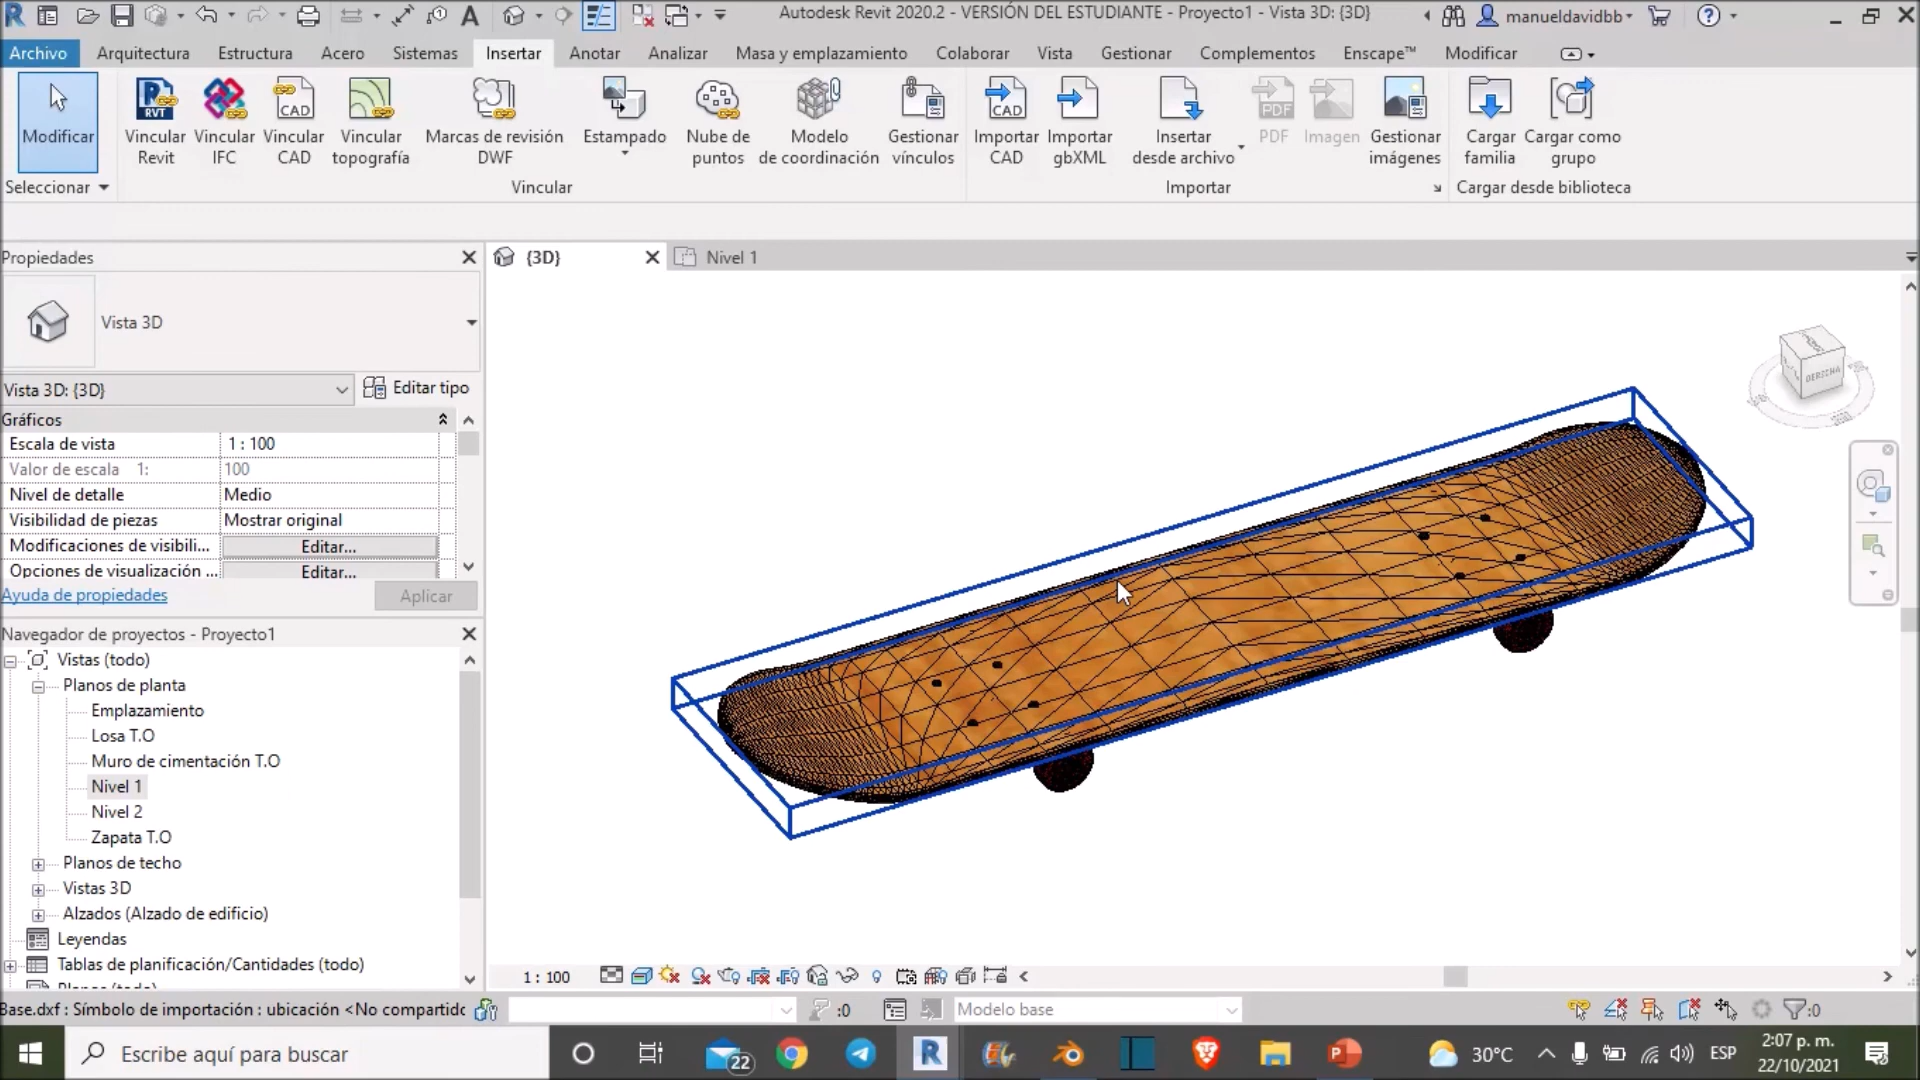 Autodesk Revit 2020.2 - VERSIÓN DEL ESTUDIANTE - Proyecto1 - Vista 3D: {3D}
manueldavidbb
Archivo Arquitectura Estructura Acero Sistemas Insertar Anotar Analizar Masa y emplazamiento Colaborar Vista Gestionar Complementos Enscape™ Modificar
Modificar
Vincular Revit
Vincular IFC
Vincular CAD
Vincular topografía
Marcas de revisión DWF
Estampado
Nube de puntos
Modelo de coordinación
Gestionar vínculos
Importar CAD
Importar gbXML
Insertar desde archivo
PDF
Imagen
Gestionar imágenes
Cargar familia
Cargar como grupo
Seleccionar
Vincular
Importar
Cargar desde biblioteca
Propiedades
{3D}
Nivel 1
Vista 3D
Vista 3D: {3D}
Editar tipo
Gráficos
Escala de vista 1 : 100
Valor de escala 1: 100
Nivel de detalle Medio
Visibilidad de piezas Mostrar original
Modificaciones de visibili... Editar...
Opciones de visualización ... Editar...
Ayuda de propiedades
Aplicar
DERECHA
Navegador de proyectos - Proyecto1
Vistas (todo)
Planos de planta
Emplazamiento
Losa T.O
Muro de cimentación T.O
Nivel 1
Nivel 2
Zapata T.O
Planos de techo
Vistas 3D
Alzados (Alzado de edificio)
Leyendas
Tablas de planificación/Cantidades (todo)
1 : 100
Base.dxf : Símbolo de importación : ubicación <No compartido
:0
Modelo base
:0
Escribe aquí para buscar
22
30°C
ESP
2:07 p. m.
22/10/2021